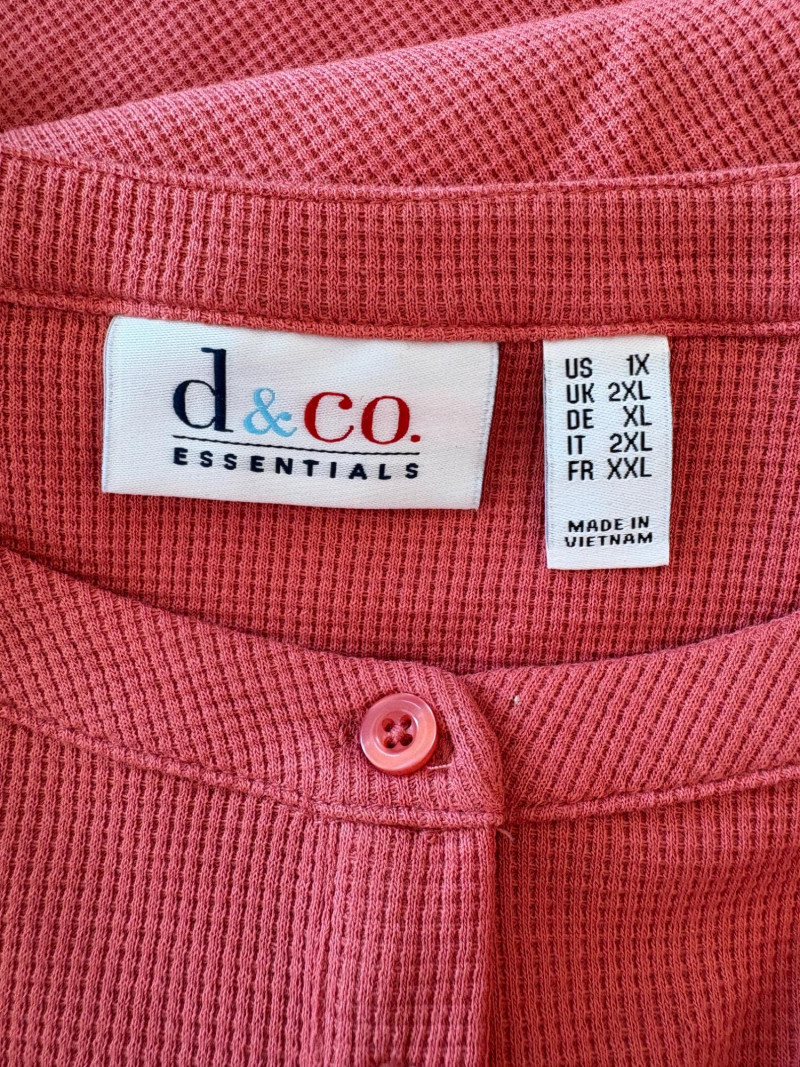 d&co.
ESSENTIALS
US 1X
UK 2XL
DE XL
IT 2XL
FR XXL
MADE IN
VIETNAM